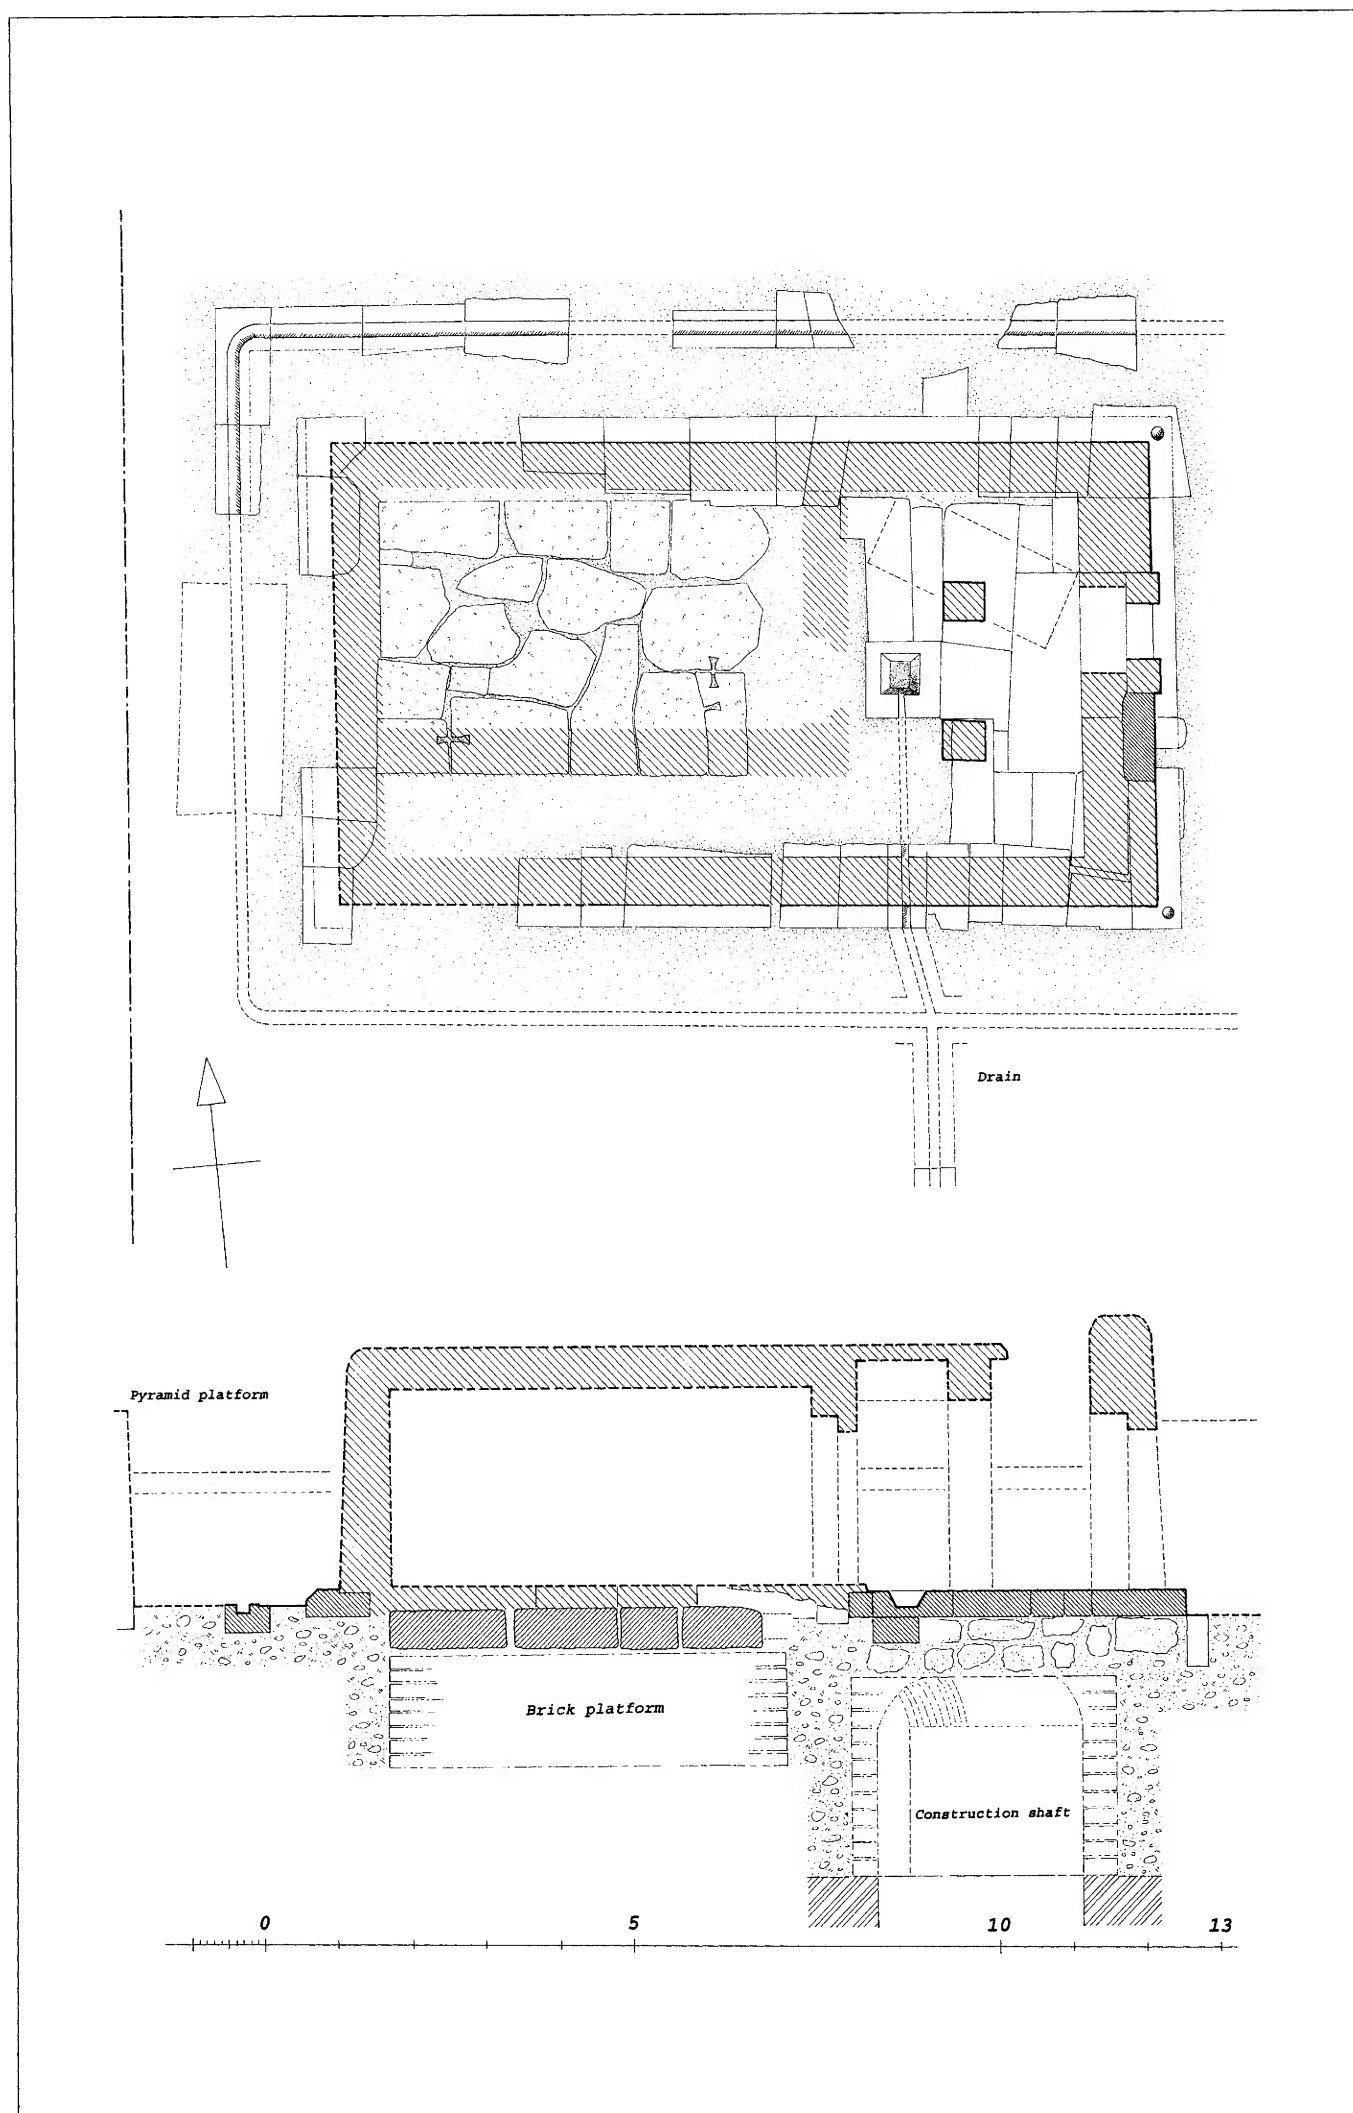 Drain
Pyramid platform
Brick platform
Construction shaft
0 5 10 13